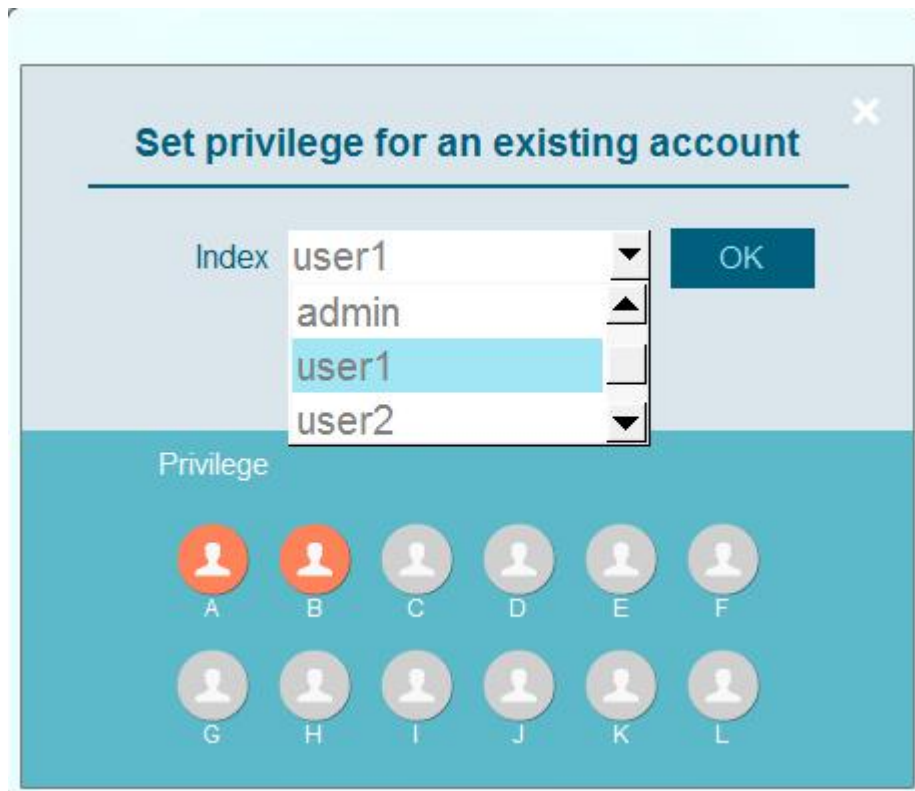 Set privilege for an existing account
Index user1 OK
admin
user1
user2
Privilege
A B C D E F
G H I J K L